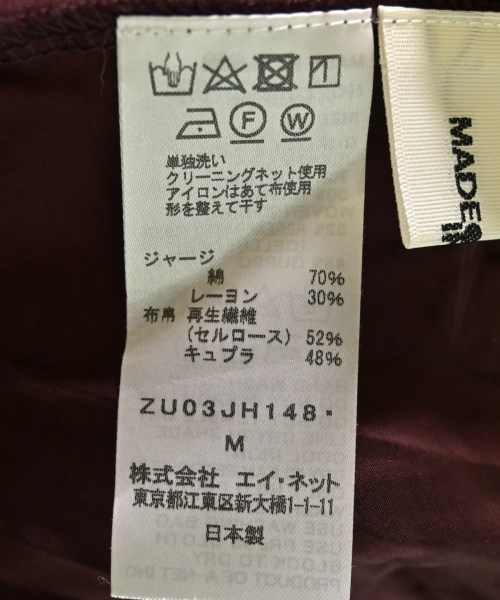 F W
単独洗い
クリーニングネット使用
アイロンはあて布使用
形を整えて干す
ジャージ
綿 70%
レーヨン 30%
布帛 再生繊維
(セルロース) 52%
キュプラ 48%
ZU03JH148・
M
株式会社 エイ・ネット
東京都江東区新大橋1-1-11
日本製
MADE